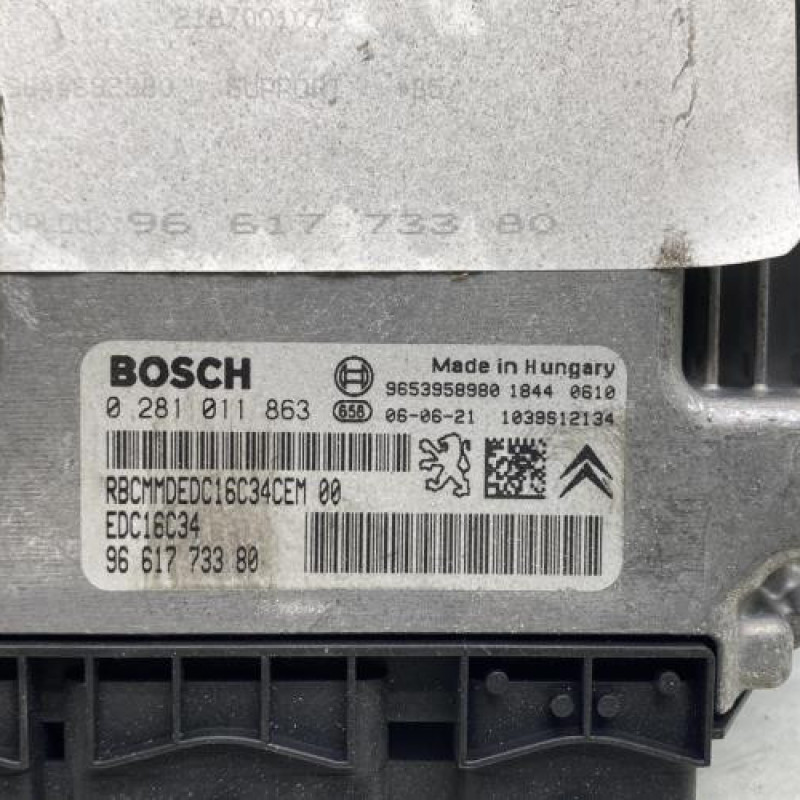 96 617 733 80
BOSCH
Made in Hungary
9653958980 1844 0610
0 281 011 863
658
06-06-21 1039S12134
RBCMMDEDC16C34CEM 00
EDC16C34
96 617 733 80